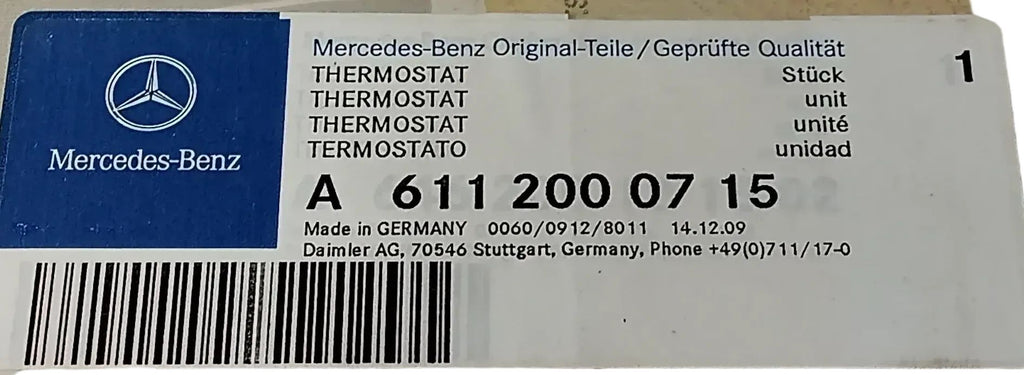 Mercedes-Benz
Mercedes-Benz Original-Teile/Geprüfte Qualität
THERMOSTAT Stück 1
THERMOSTAT unit
THERMOSTAT unité
TERMOSTATO unidad
A 611 200 07 15
Made in GERMANY 0060/0912/8011 14.12.09
Daimler AG, 70546 Stuttgart, Germany, Phone +49(0)711/17-0